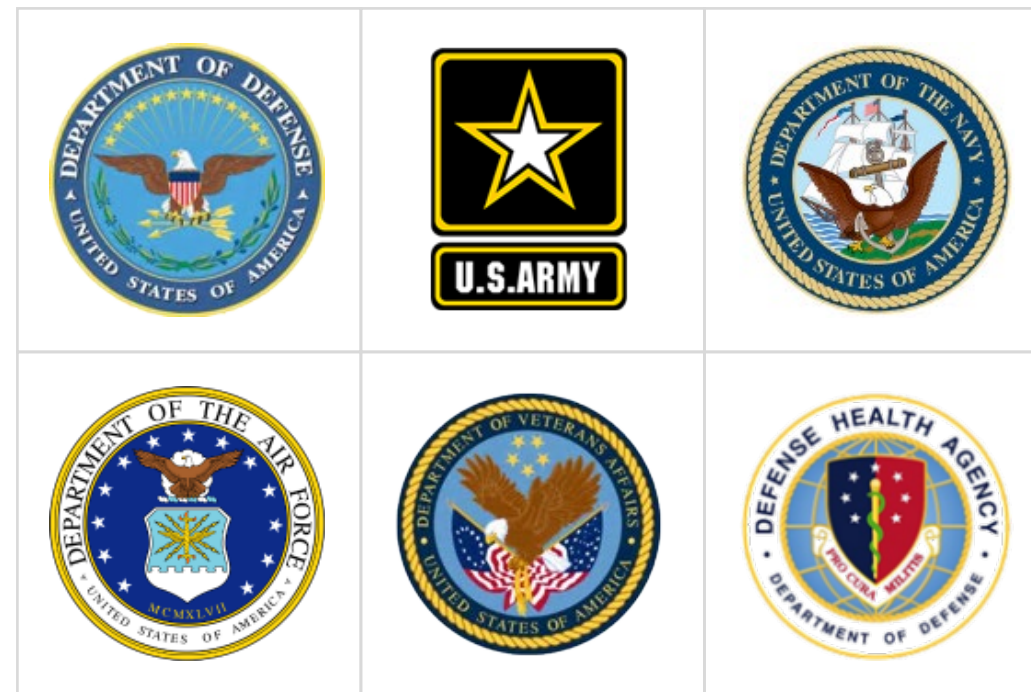 DEPARTMENT OF DEFENSE
UNITED STATES OF AMERICA
U.S.ARMY
DEPARTMENT OF THE NAVY
UNITED STATES OF AMERICA
DEPARTMENT OF THE AIR FORCE
MCMXLVII
UNITED STATES OF AMERICA
DEPARTMENT OF VETERANS AFFAIRS
UNITED STATES OF AMERICA
DEFENSE HEALTH AGENCY
PRO CURA MILITIS
DEPARTMENT OF DEFENSE